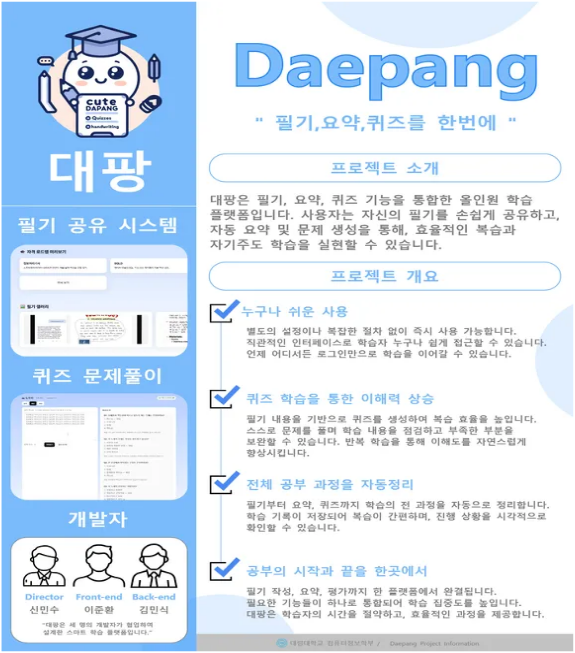 cute
DAPANG
Quizzes
handwriting
대팡
필기 공유 시스템
필기 갤러리
퀴즈 문제풀이
개발자
Director
Front-end
Back-end
신민수
이준환
김민식
"대팡은 세 명의 개발자가 협업하여
설계한 스마트 학습 플랫폼입니다."
Daepang
" 필기,요약,퀴즈를 한번에 "
프로젝트 소개
대팡은 필기, 요약, 퀴즈 기능을 통합한 올인원 학습
플랫폼입니다. 사용자는 자신의 필기를 손쉽게 공유하고,
자동 요약 및 문제 생성을 통해, 효율적인 복습과
자기주도 학습을 실현할 수 있습니다.
프로젝트 개요
누구나 쉬운 사용
별도의 설정이나 복잡한 절차 없이 즉시 사용 가능합니다.
직관적인 인터페이스로 학습자 누구나 쉽게 접근할 수 있습니다.
언제 어디서든 로그인만으로 학습을 이어갈 수 있습니다.
퀴즈 학습을 통한 이해력 상승
필기 내용을 기반으로 퀴즈를 생성하여 복습 효율을 높입니다.
스스로 문제를 풀며 학습 내용을 점검하고 부족한 부분을
보완할 수 있습니다. 반복 학습을 통해 이해도를 자연스럽게
향상시킵니다.
전체 공부 과정을 자동정리
필기부터 요약, 퀴즈까지 학습의 전 과정을 자동으로 정리합니다.
학습 기록이 저장되어 복습이 간편하며, 진행 상황을 시각적으로
확인할 수 있습니다.
공부의 시작과 끝을 한곳에서
필기 작성, 요약, 평가까지 한 플랫폼에서 완결됩니다.
필요한 기능들이 하나로 통합되어 학습 집중도를 높입니다.
대팡은 학습자의 시간을 절약하고, 효율적인 과정을 제공합니다.
컴퓨터정보학부 / Daepang Project Information